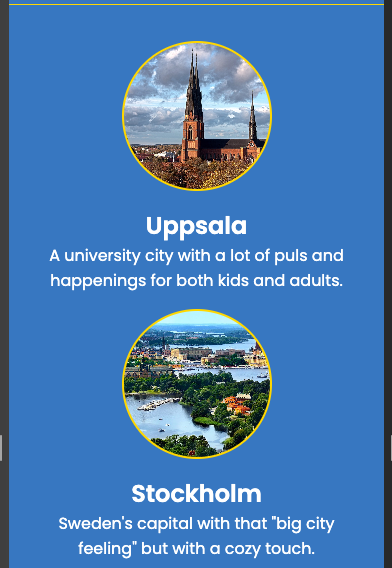 Uppsala
A university city with a lot of puls and
happenings for both kids and adults.
Stockholm
Sweden's capital with that "big city
feeling" but with a cozy touch.